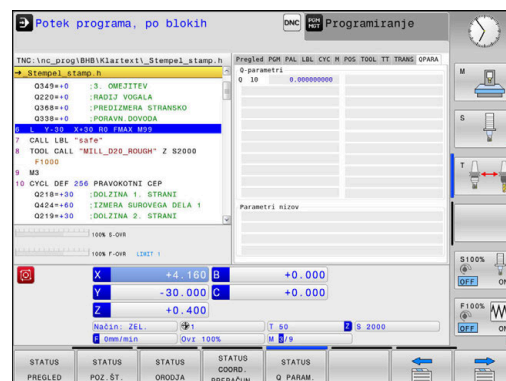 Potek programa, po blokih
DNC
PGM MGT
Programiranje
TNC:\nc_prog\BHB\Klartext\_Stempel_stamp.h
→_Stempel_stamp.h
Q349=+0 ;3. OMEJITEV
Q220=+0 ;RADIJ VOGALA
Q368=+0 ;PREDIZMERA STRANSKO
Q338=+0 ;PORAVN.DOVODA
6 L Y-30 X+30 R0 FMAX M99
7 CALL LBL "safe"
8 TOOL CALL "MILL_D20_ROUGH" Z S2000
F1000
9 M3
10 CYCL DEF 256 PRAVOKOTNI CEP
Q218=+30 ;DOLZINA 1. STRANI
Q424=+60 ;IZMERA SUROVEGA DELA 1
Q219=+30 ;DOLZINA 2. STRANI
Pregled PGM PAL LBL CYC M POS TOOL TT TRANS QPARA
Q-parametri
Q 10 0.000000000
Parametri nizov
100% S-OVR
100% F-OVR LIMIT 1
X +4.160 B +0.000
Y -30.000 C +0.000
Z +0.400
Način: ŽEL. 1 T 50 Z S 2000
F 0mm/min Ovr 100% M 3/9
M
S
T
S100%
OFF ON
F100%
OFF ON
STATUS PREGLED
STATUS POZ.ŠT.
STATUS ORODJA
STATUS COORD. PRERAČUN.
STATUS Q PARAM.